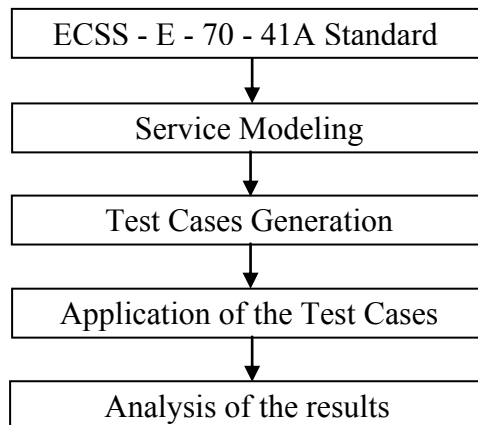 ECSS - E - 70 - 41A Standard
Service Modeling
Test Cases Generation
Application of the Test Cases
Analysis of the results